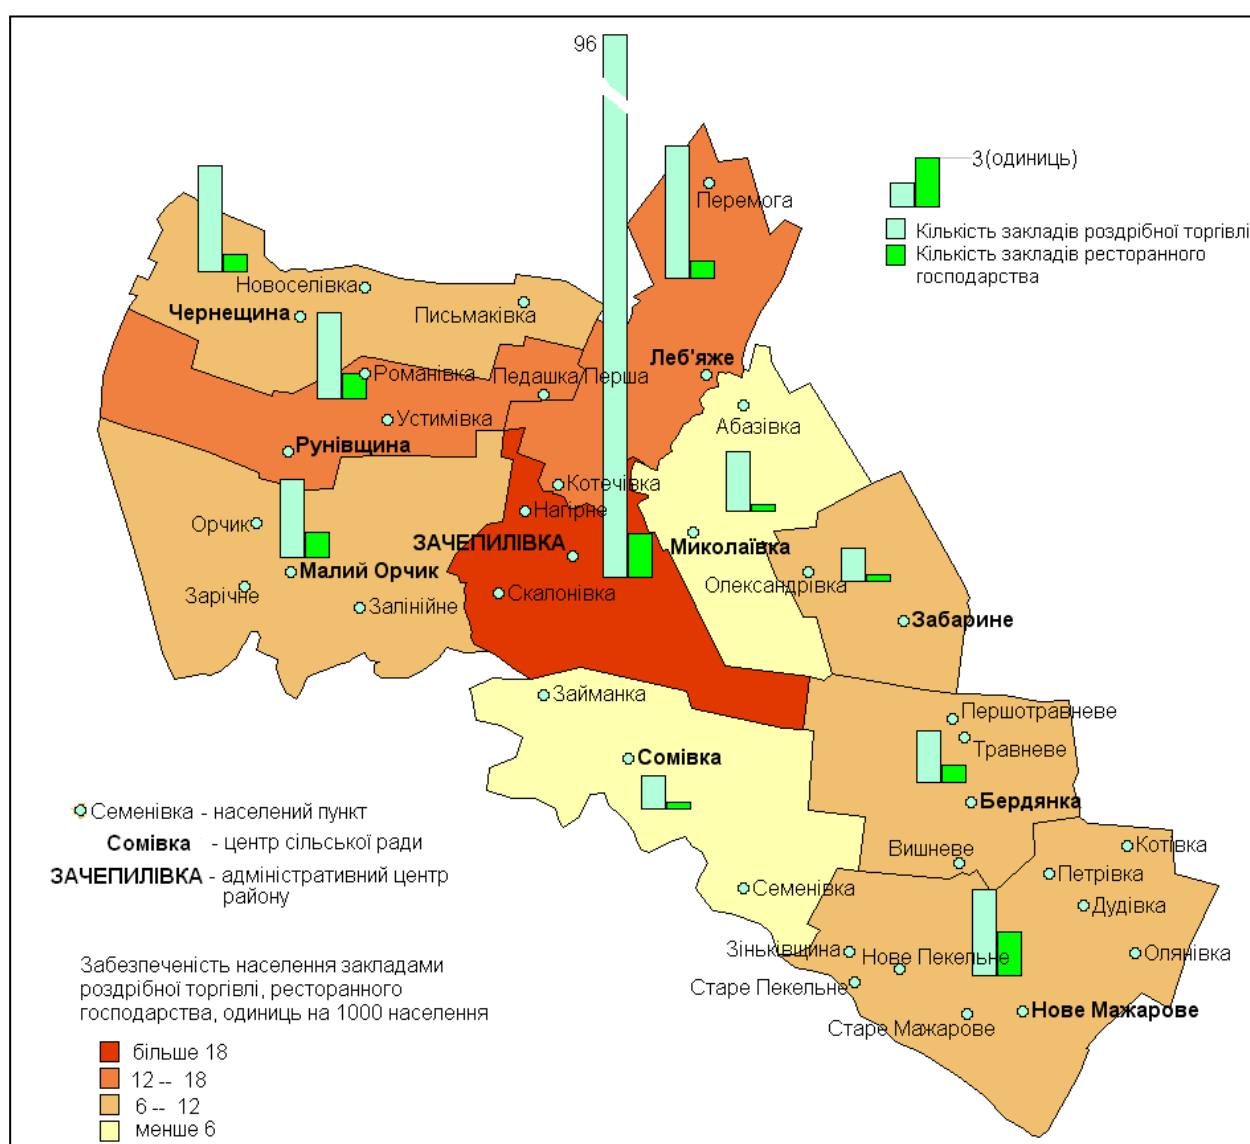 96
3(одиниць)
Перемога
Кількість закладів роздрібної торгівлі
Кількість закладів ресторанного
господарства
Новоселівка
Чернещина
Письмаківка
Леб'яже
Романівка
Педашка Перша
Абазівка
Устимівка
Рунівщина
Котечівка
Нагірне
Орчик
ЗАЧЕПИЛІВКА
Миколаївка
Малий Орчик
Олександрівка
Зарічне
Скалонівка
Залінійне
Забарине
Займанка
Першотравневе
Травневе
Сомівка
Бердянка
Семенівка - населений пункт
Сомівка - центр сільської ради
ЗАЧЕПИЛІВКА - адміністративний центр
району
Вишневе
Котівка
Петрівка
Семенівка
Дудівка
Зіньківщина
Нове Пекельне
Олянівка
Старе Пекельне
Старе Мажарове
Нове Мажарове
Забезпеченість населення закладами
роздрібної торгівлі, ресторанного
господарства, одиниць на 1000 населення
більше 18
12 -- 18
6 -- 12
менше 6